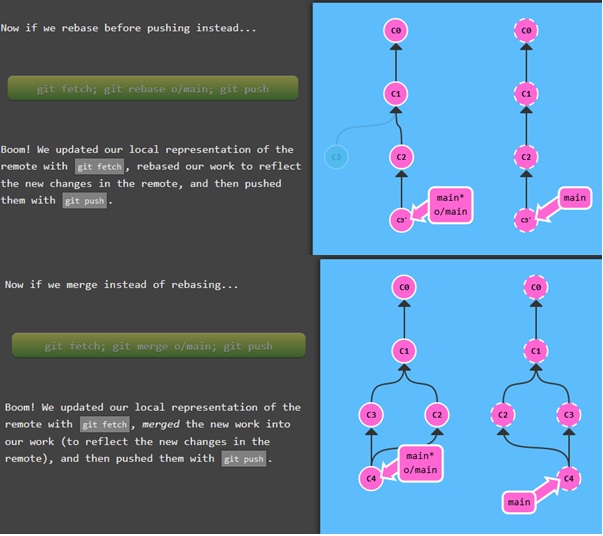 Now if we rebase before pushing instead...
git fetch; git rebase o/main; git push
Boom! We updated our local representation of the
remote with git fetch, rebased our work to reflect
the new changes in the remote, and then pushed
them with git push.
C0
C0
C1
C1
C3
C2
C2
C3'
main*
o/main
C3'
main
Now if we merge instead of rebasing...
git fetch; git merge o/main; git push
Boom! We updated our local representation of the
remote with git fetch, merged the new work into
our work (to reflect the new changes in the
remote), and then pushed them with git push.
C0
C0
C1
C1
C3
C2
C2
C3
C4
main*
o/main
C4
main